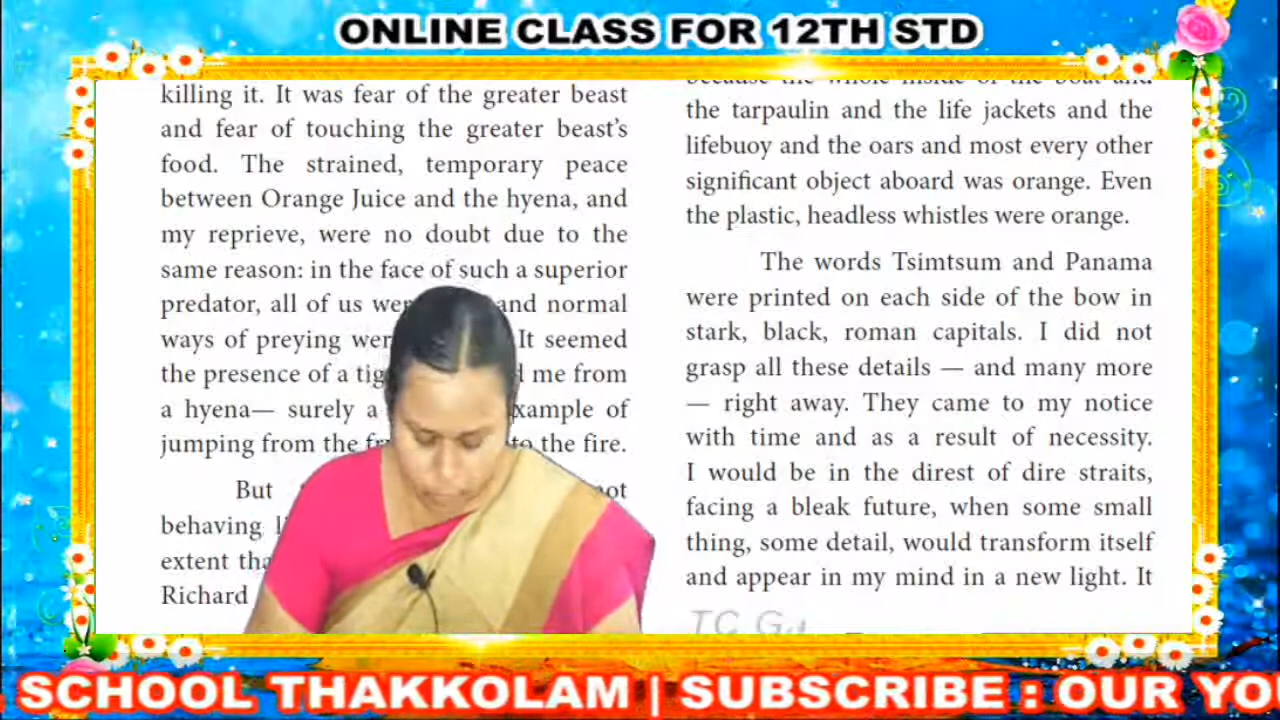 ONLINE CLASS FOR 12TH STD
killing it. It was fear of the greater beast
and fear of touching the greater beast's
food. The strained, temporary peace
between Orange Juice and the hyena, and
my reprieve, were no doubt due to the
same reason: in the face of such a superior
predator, all of us and normal
ways of preying It seemed
the presence of a me from
a hyena— surely a of
jumping from the the fire.
But
behaving
extent
Richard
because the whole inside of the boat and
the tarpaulin and the life jackets and the
lifebuoy and the oars and most every other
significant object aboard was orange. Even
the plastic, headless whistles were orange.
The words Tsimtsum and Panama
were printed on each side of the bow in
stark, black, roman capitals. I did not
grasp all these details — and many more
— right away. They came to my notice
with time and as a result of necessity.
I would be in the direst of dire straits,
facing a bleak future, when some small
thing, some detail, would transform itself
and appear in my mind in a new light. It
SCHOOL THAKKOLAM | SUBSCRIBE : OUR